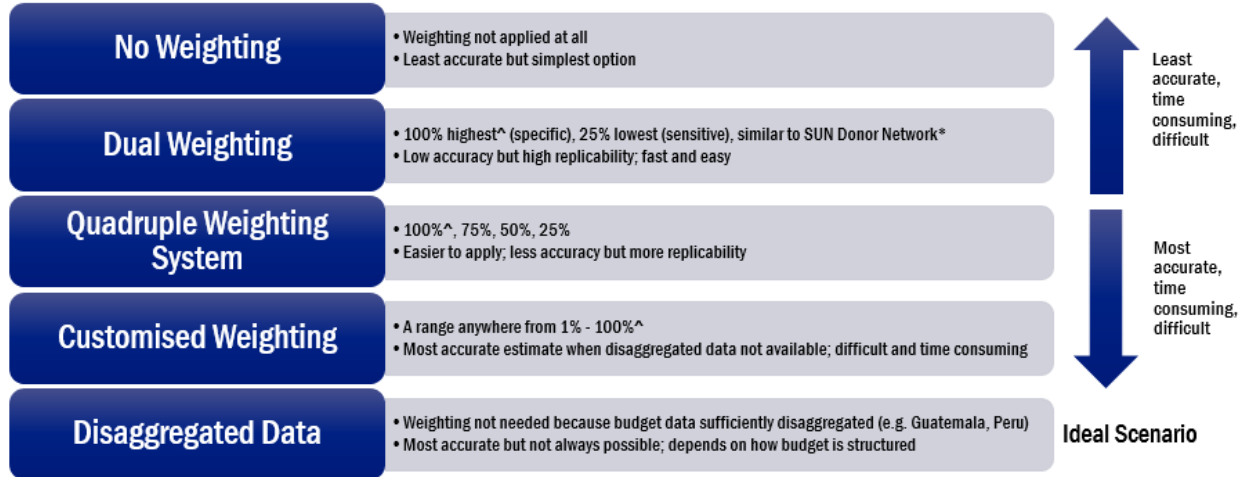 No Weighting
• Weighting not applied at all
• Least accurate but simplest option
Dual Weighting
• 100% highest^ (specific), 25% lowest (sensitive), similar to SUN Donor Network*
• Low accuracy but high replicability; fast and easy
Quadruple Weighting
System
• 100%^, 75%, 50%, 25%
• Easier to apply; less accuracy but more replicability
Customised Weighting
• A range anywhere from 1% - 100%^
• Most accurate estimate when disaggregated data not available; difficult and time consuming
Disaggregated Data
• Weighting not needed because budget data sufficiently disaggregated (e.g. Guatemala, Peru)
• Most accurate but not always possible; depends on how budget is structured
Least
accurate,
time
consuming,
difficult
Most
accurate,
time
consuming,
difficult
Ideal Scenario